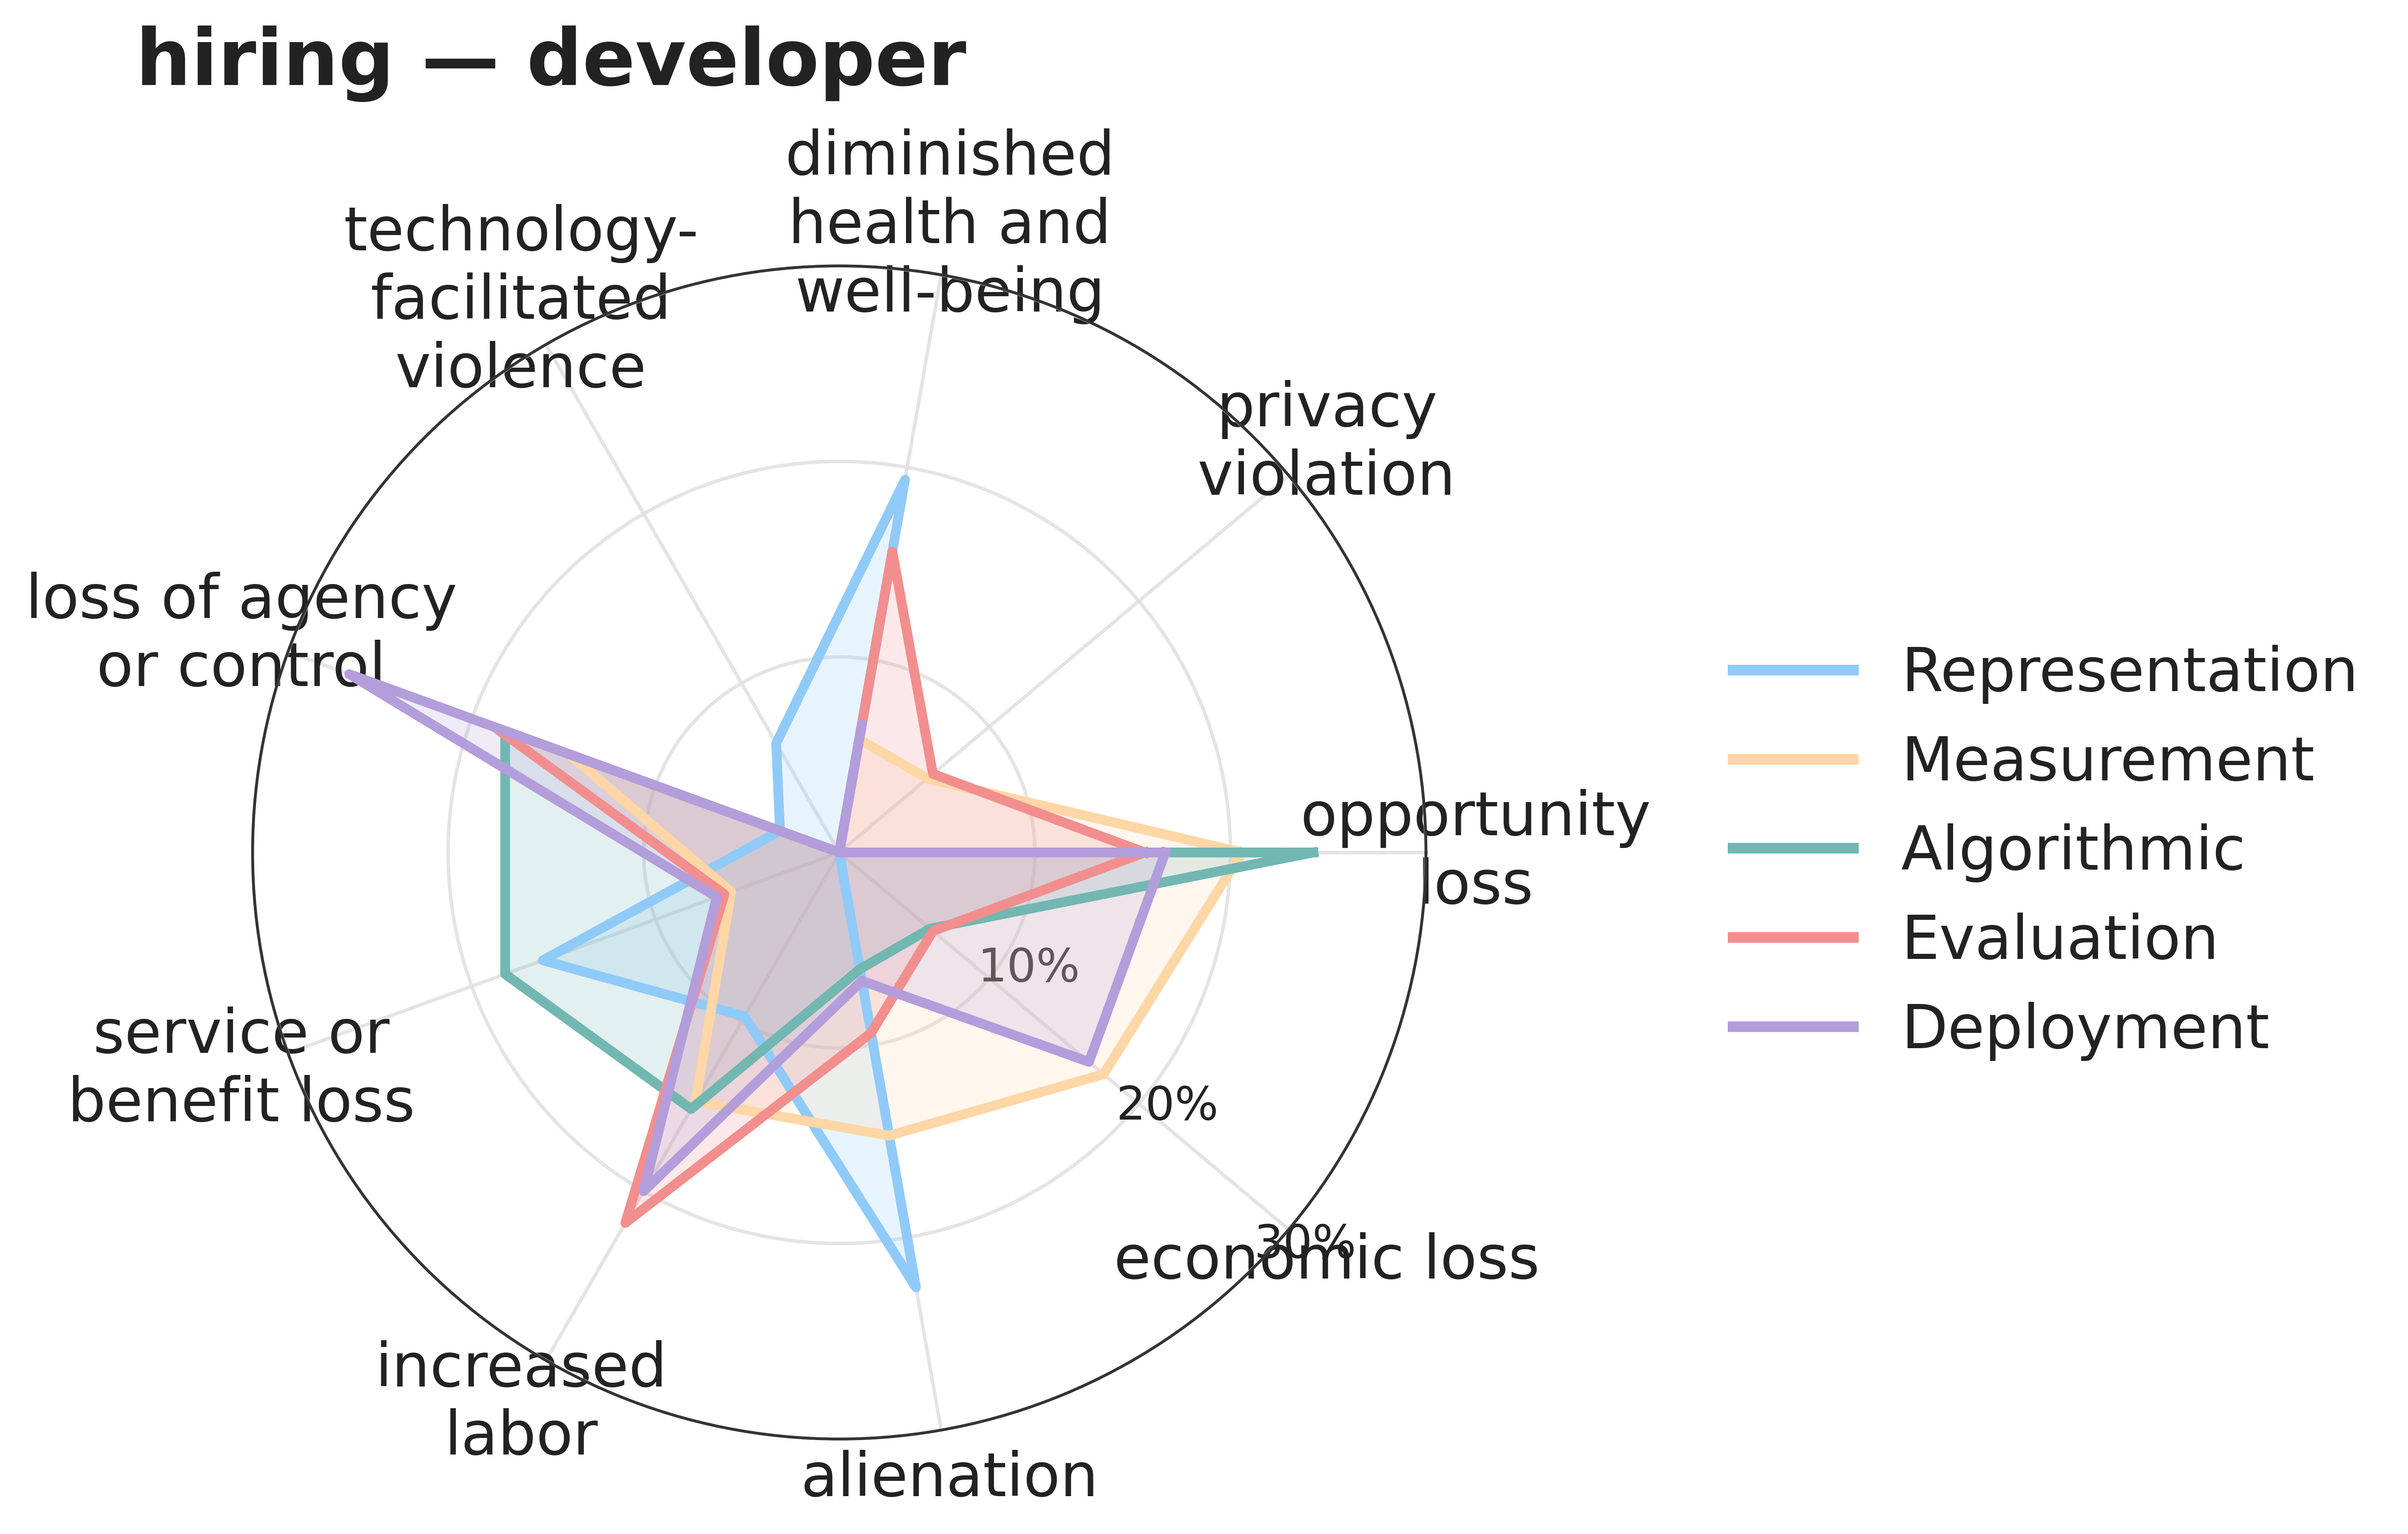 hiring — developer
diminished
health and
well-being
technology-
facilitated
violence
privacy
violation
loss of agency
or control
opportunity
loss
10%
20%
30%
economic loss
service or
benefit loss
increased
labor
alienation
Representation
Measurement
Algorithmic
Evaluation
Deployment